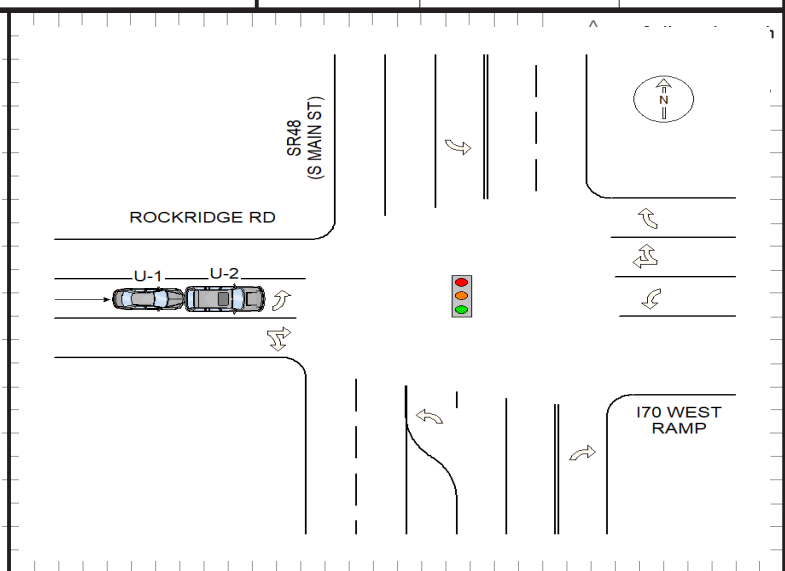 N
SR48
(S MAIN ST)
ROCKRIDGE RD
U-1
U-2
I70 WEST
RAMP